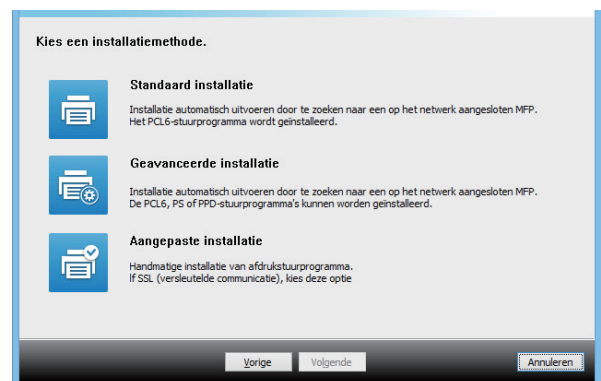 Kies een installatiemethode.
Standaard installatie
Installatie automatisch uitvoeren door te zoeken naar een op het netwerk aangesloten MFP.
Het PCL6-stuurprogramma wordt geïnstalleerd.
Geavanceerde installatie
Installatie automatisch uitvoeren door te zoeken naar een op het netwerk aangesloten MFP.
De PCL6, PS of PPD-stuurprogramma's kunnen worden geïnstalleerd.
Aangepaste installatie
Handmatige installatie van afdrukstuurprogramma.
If SSL (versleutelde communicatie), kies deze optie
Vorige
Volgende
Annuleren